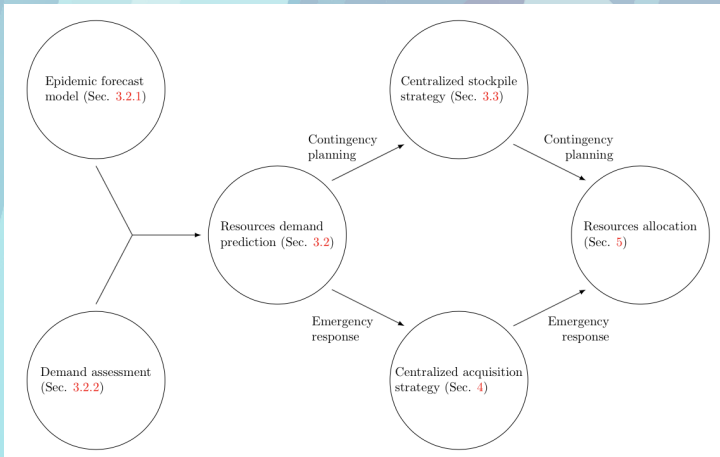 Epidemic forecast
model (Sec. 3.2.1)
Centralized stockpile
strategy (Sec. 3.3)
Contingency
planning
Contingency
planning
Resources demand
prediction (Sec. 3.2)
Resources allocation
(Sec. 5)
Emergency
response
Emergency
response
Demand assessment
(Sec. 3.2.2)
Centralized acquisition
strategy (Sec. 4)